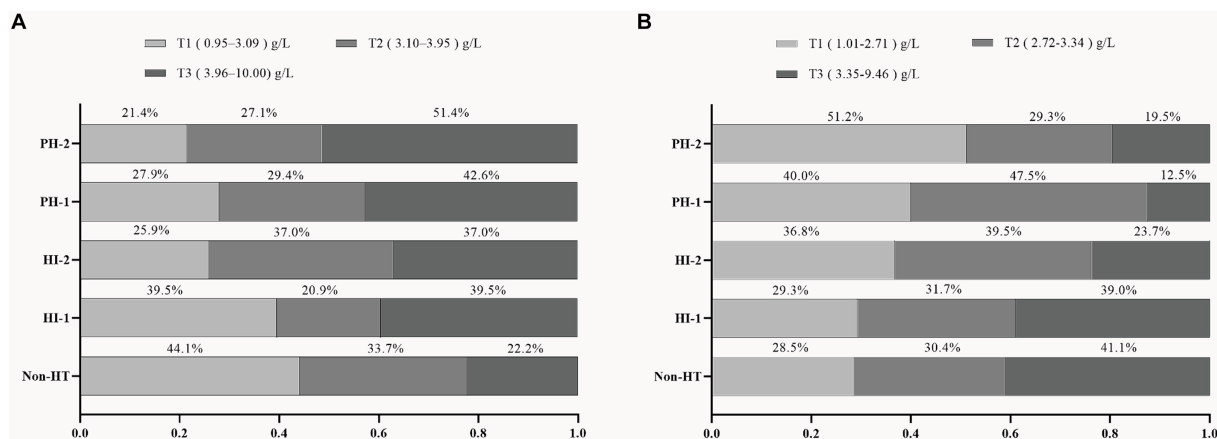 A
T1 ( 0.95–3.09 ) g/L
T2 ( 3.10–3.95 ) g/L
T3 ( 3.96–10.00) g/L
21.4% 27.1% 51.4%
PH-2
27.9% 29.4% 42.6%
PH-1
25.9% 37.0% 37.0%
HI-2
39.5% 20.9% 39.5%
HI-1
44.1% 33.7% 22.2%
Non-HT
0.0 0.2 0.4 0.6 0.8 1.0
B
T1 ( 1.01-2.71 ) g/L
T2 ( 2.72-3.34 ) g/L
T3 ( 3.35-9.46 ) g/L
51.2% 29.3% 19.5%
PH-2
40.0% 47.5% 12.5%
PH-1
36.8% 39.5% 23.7%
HI-2
29.3% 31.7% 39.0%
HI-1
28.5% 30.4% 41.1%
Non-HT
0.0 0.2 0.4 0.6 0.8 1.0